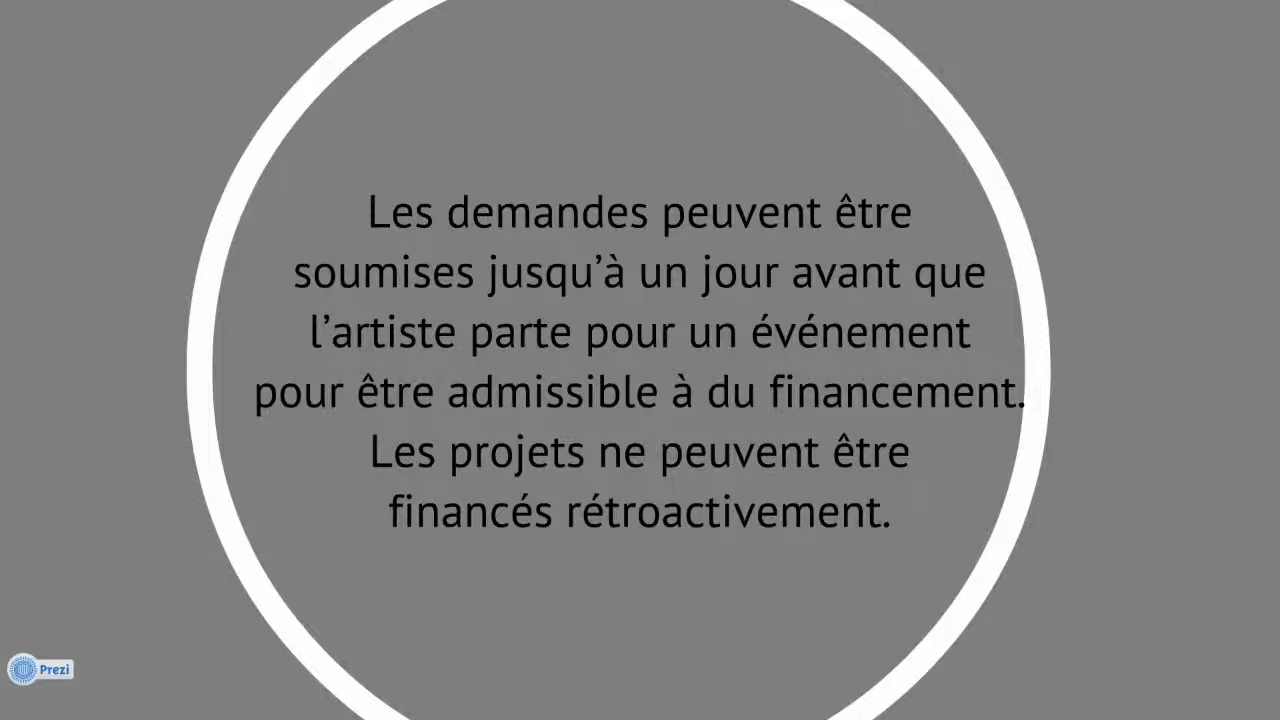 Les demandes peuvent être
soumises jusqu’à un jour avant que
l’artiste parte pour un événement
pour être admissible à du financement.
Les projets ne peuvent être
financés rétroactivement.
Prezi